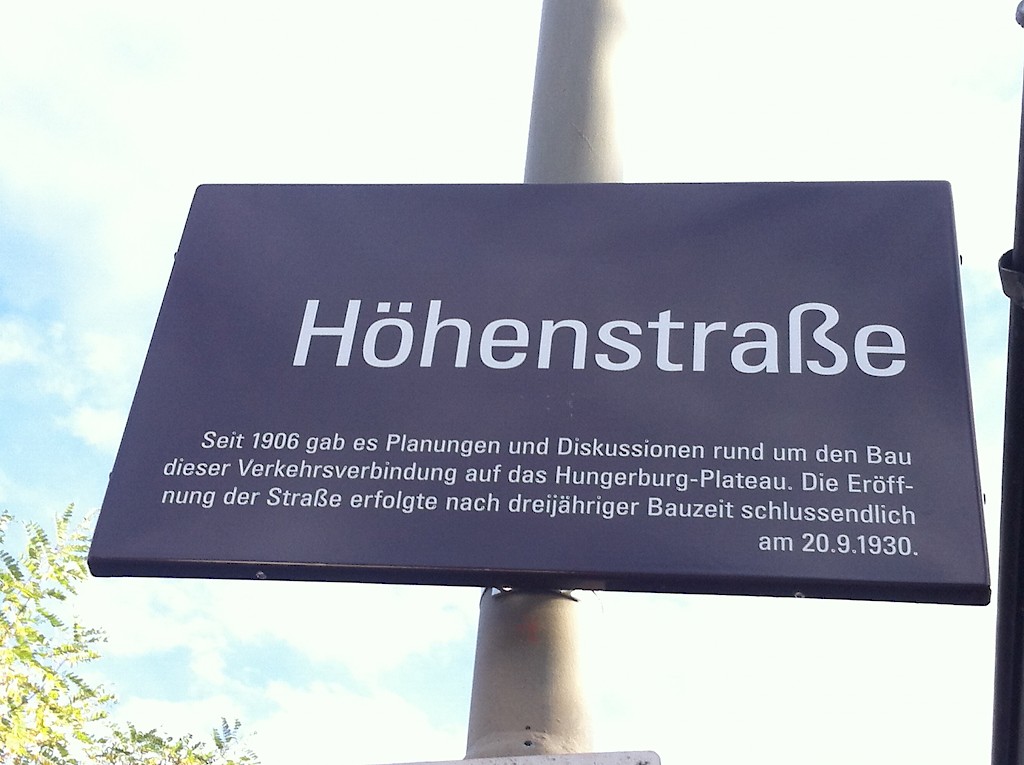 Höhenstraße
Seit 1906 gab es Planungen und Diskussionen rund um den Bau
dieser Verkehrsverbindung auf das Hungerburg-Plateau. Die Eröff-
nung der Straße erfolgte nach dreijähriger Bauzeit schlussendlich
am 20.9.1930.